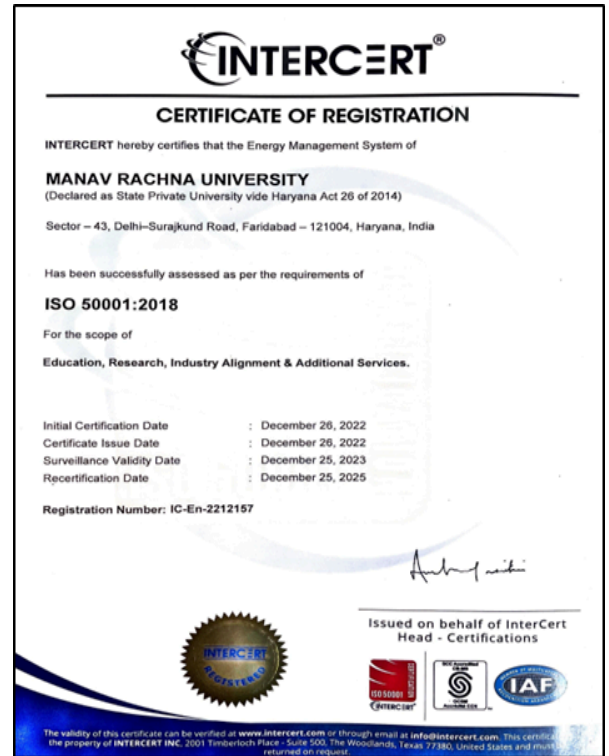 INTERCERT®
CERTIFICATE OF REGISTRATION
INTERCERT hereby certifies that the Energy Management System of
MANAV RACHNA UNIVERSITY
(Declared as State Private University vide Haryana Act 26 of 2014)
Sector – 43, Delhi–Surajkund Road, Faridabad – 121004, Haryana, India
Has been successfully assessed as per the requirements of
ISO 50001:2018
For the scope of
Education, Research, Industry Alignment & Additional Services.
Initial Certification Date : December 26, 2022
Certificate Issue Date : December 26, 2022
Surveillance Validity Date : December 25, 2023
Recertification Date : December 25, 2025
Registration Number: IC-En-2212157
Issued on behalf of InterCert
Head - Certifications
INTERCERT
REGISTERED
ISO 50001
CERTIFICATION
INTERCERT
IAF
The validity of this certificate can be verified at www.intercert.com or through email at info@intercert.com. This certific
the property of INTERCERT INC, 2001 Timberloch Place - Suite 500, The Woodlands, Texas 77380, United States and must
returned on request.